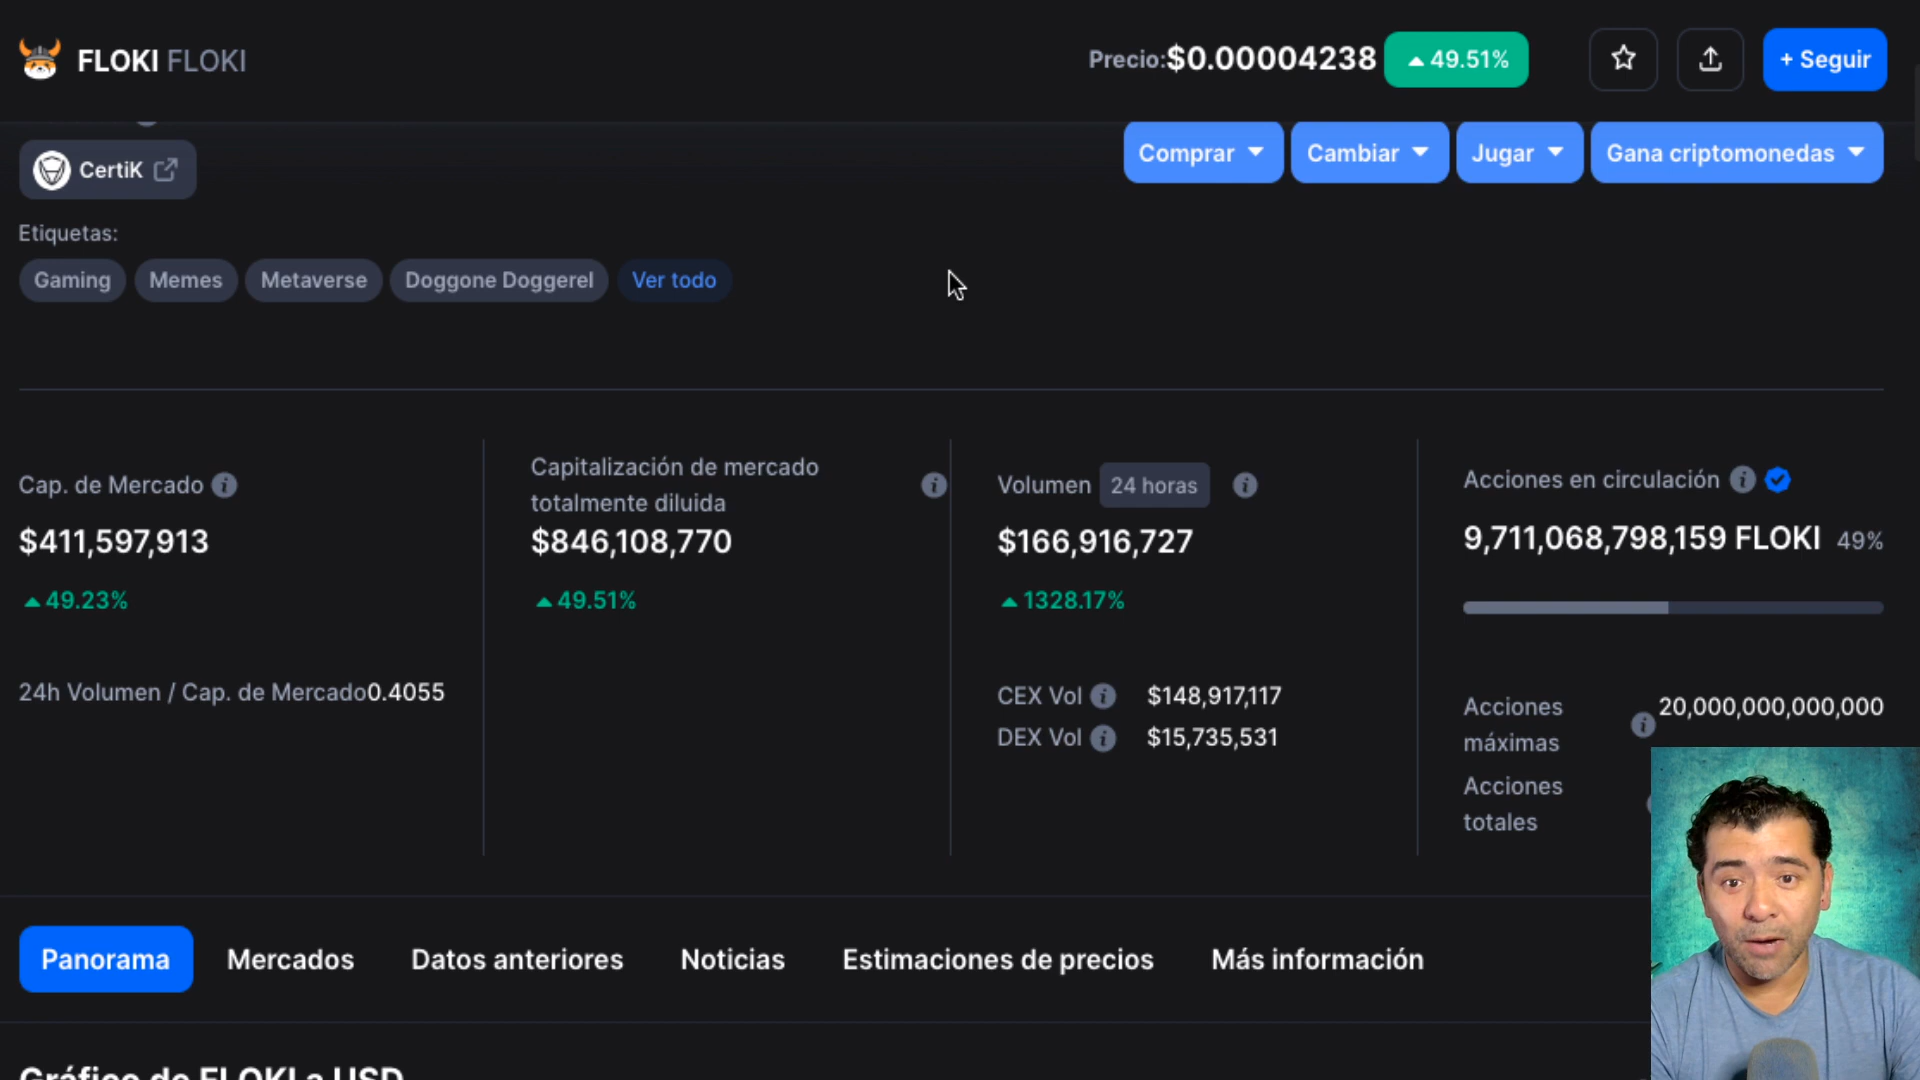 FLOKI FLOKI
Precio:$0.00004238 49.51%
+ Seguir
CertiK
Comprar
Cambiar
Jugar
Gana criptomonedas
Etiquetas:
Gaming
Memes
Metaverse
Doggone Doggerel
Ver todo
Cap. de Mercado
$411,597,913
49.23%
24h Volumen / Cap. de Mercado0.4055
Capitalización de mercado
totalmente diluida
$846,108,770
49.51%
Volumen 24 horas
$166,916,727
1328.17%
CEX Vol $148,917,117
DEX Vol $15,735,531
Acciones en circulación
9,711,068,798,159 FLOKI 49%
Acciones
máximas
20,000,000,000,000
Acciones
totales
Panorama
Mercados
Datos anteriores
Noticias
Estimaciones de precios
Más información
Gráfico de FLOKI a USD